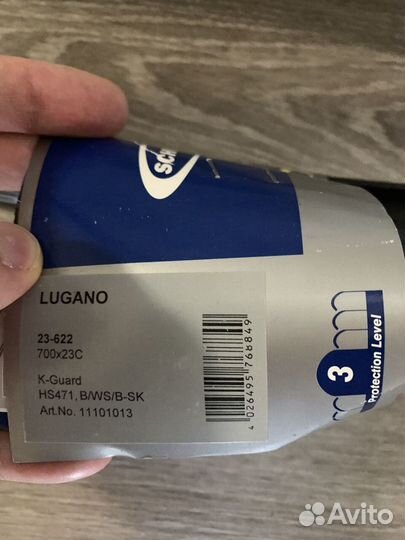 LUGANO
23-622
700x23C
K-Guard
HS471, B/WS/B-SK
Art.No. 11101013
4 026495 768849
3
Protection Level
Avito